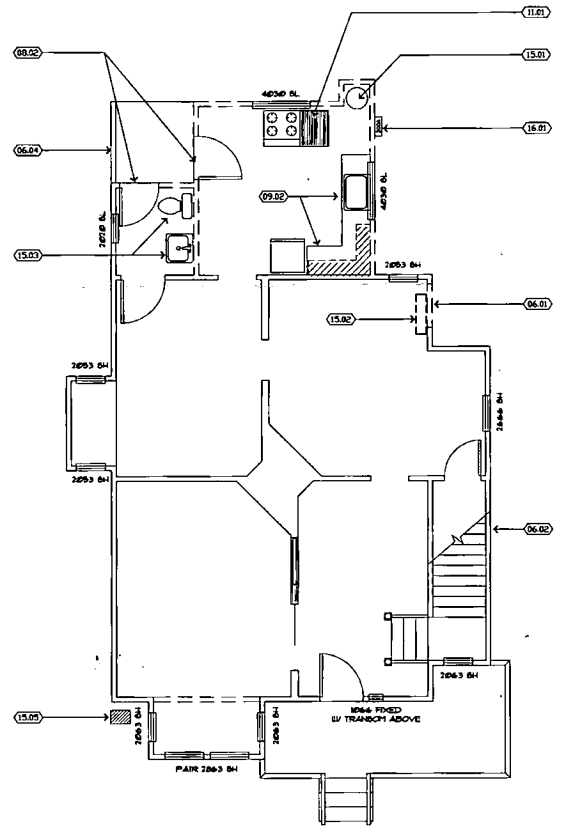 11.01
08.02
15.01
4030 SL
16.01
06.04
09.02
4030 SL
2020 SL
15.03
2053 SH
06.01
15.02
2053 SH
2666 SH
2053 SH
06.02
2063 SH
1066 FIXED
W/ TRANSOM ABOVE
15.05
2063 SH
2063 SH
PAIR 2863 SH